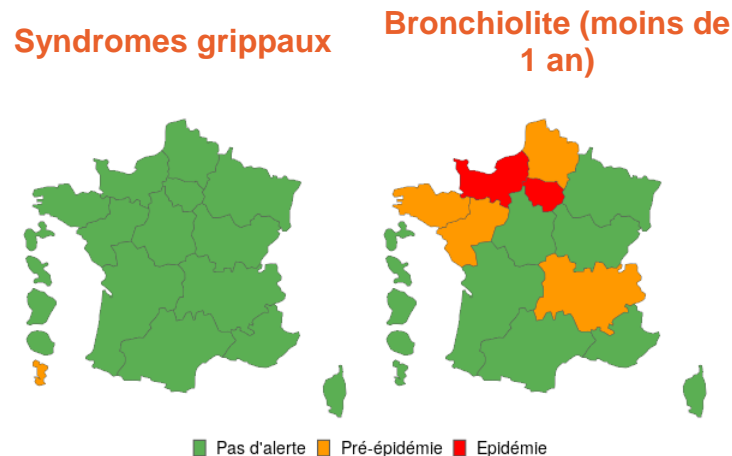 Syndromes grippaux
Bronchiolite (moins de
1 an)
Pas d'alerte Pré-épidémie Epidémie